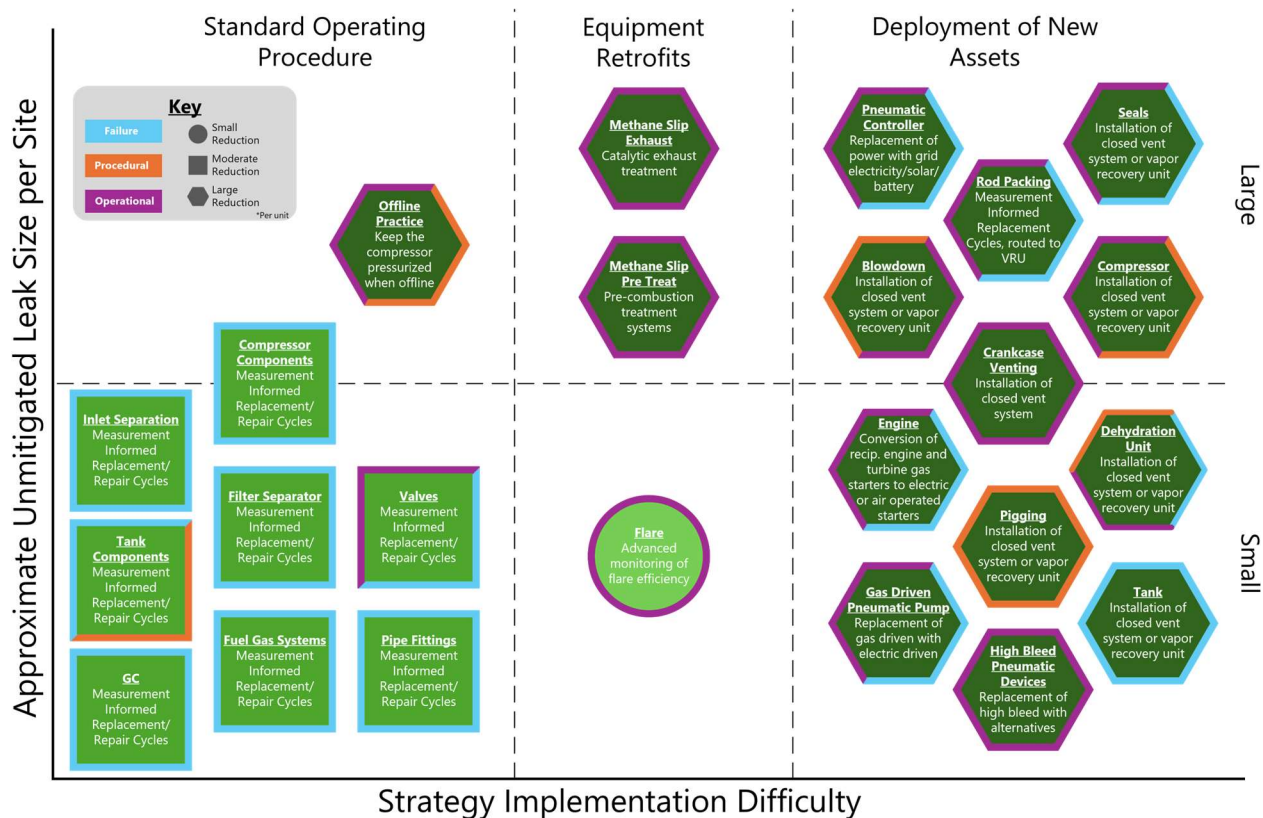 Standard Operating
Procedure
Equipment
Retrofits
Deployment of New
Assets
Approximate Unmitigated Leak Size per Site
Key
Failure
Procedural
Operational
Small
Reduction
Moderate
Reduction
Large
Reduction
*Per unit
Offline
Practice
Keep the
compressor
pressurized
when offline
Methane Slip
Exhaust
Catalytic exhaust
treatment
Methane Slip
Pre Treat
Pre-combustion
treatment
systems
Pneumatic
Controller
Replacement of
power with grid
electricity/solar/
battery
Seals
Installation of
closed vent
system or vapor
recovery unit
Rod Packing
Measurement
Informed
Replacement
Cycles, routed to
VRU
Blowdown
Installation of
closed vent
system or vapor
recovery unit
Compressor
Installation of
closed vent
system or vapor
recovery unit
Crankcase
Venting
Installation of
closed vent
system
Large
Compressor
Components
Measurement
Informed
Replacement/
Repair Cycles
Inlet Separation
Measurement
Informed
Replacement/
Repair Cycles
Filter Separator
Measurement
Informed
Replacement/
Repair Cycles
Valves
Measurement
Informed
Replacement/
Repair Cycles
Tank
Components
Measurement
Informed
Replacement/
Repair Cycles
Fuel Gas Systems
Measurement
Informed
Replacement/
Repair Cycles
Pipe Fittings
Measurement
Informed
Replacement/
Repair Cycles
GC
Measurement
Informed
Replacement/
Repair Cycles
Flare
Advanced
monitoring of
flare efficiency
Engine
Conversion of
recip. engine and
turbine gas
starters to electric
or air operated
starters
Dehydration
Unit
Installation of
closed vent
system or vapor
recovery unit
Pigging
Installation of
closed vent
system or vapor
recovery unit
Gas Driven
Pneumatic Pump
Replacement of
gas driven with
electric driven
Tank
Installation of
closed vent
system or vapor
recovery unit
High Bleed
Pneumatic
Devices
Replacement of
high bleed with
alternatives
Small
Strategy Implementation Difficulty